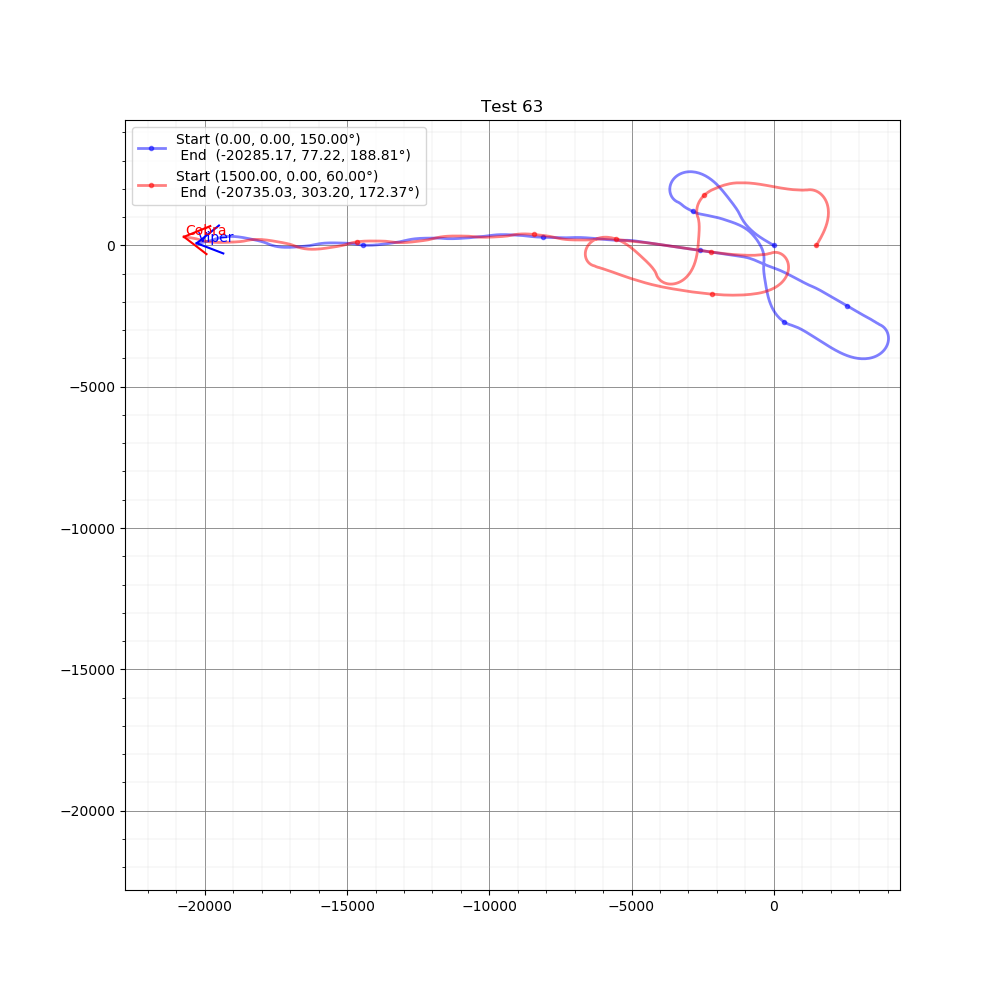 Test 63
Start (0.00, 0.00, 150.00°)
End  (-20285.17, 77.22, 188.81°)
Start (1500.00, 0.00, 60.00°)
End  (-20735.03, 303.20, 172.37°)
Cobra
Viper
0
−5000
−10000
−15000
−20000
−20000 −15000 −10000 −5000 0